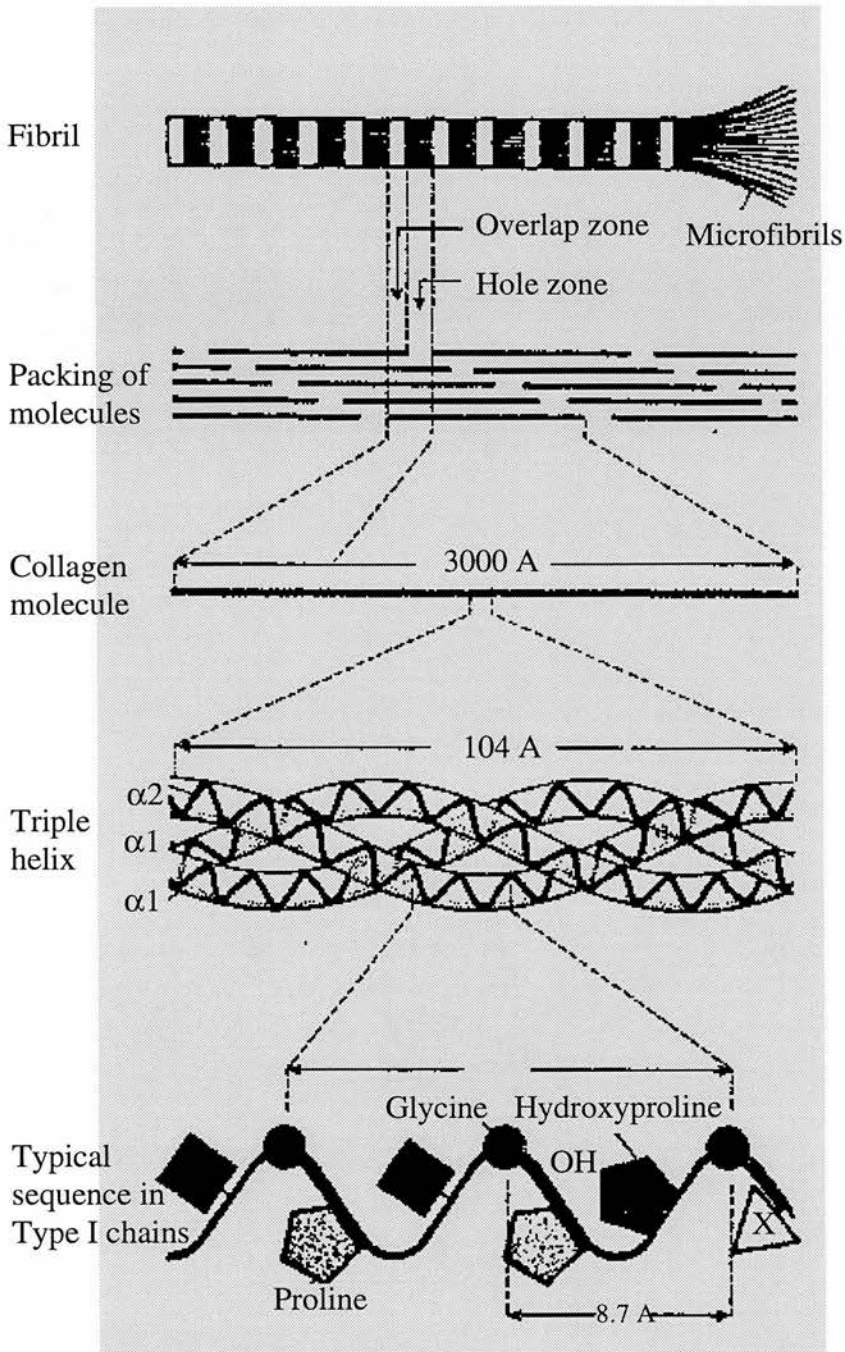 Fibril
Overlap zone
Microfibrils
Hole zone
Packing of
molecules
3000 A
Collagen
molecule
104 A
α2
Triple
helix
α1
α1
Glycine
Hydroxyproline
OH
Typical
sequence in
Type I chains
X
Proline
8.7 A